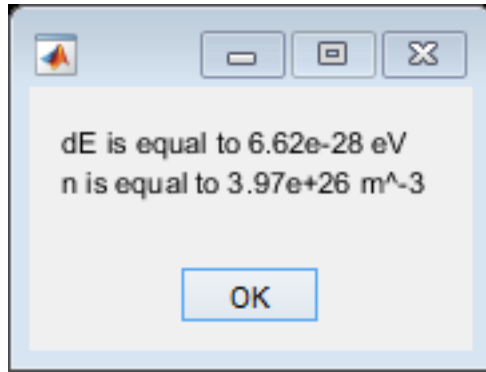 dE is equal to 6.62e-28 eV
n is equal to 3.97e+26 m^-3
OK